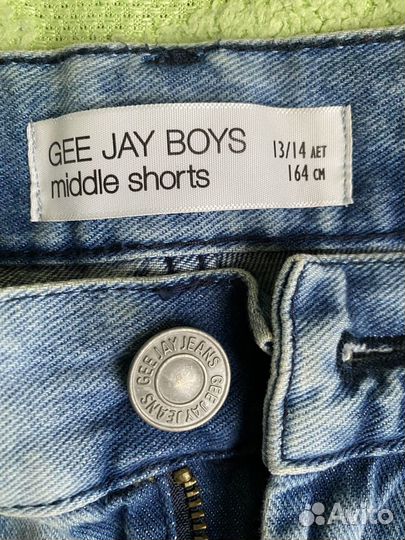 GEE JAY BOYS
middle shorts
13/14 ЛЕТ
164 СМ
GEE JAY JEANS
GEE JAY JEANS
Avito